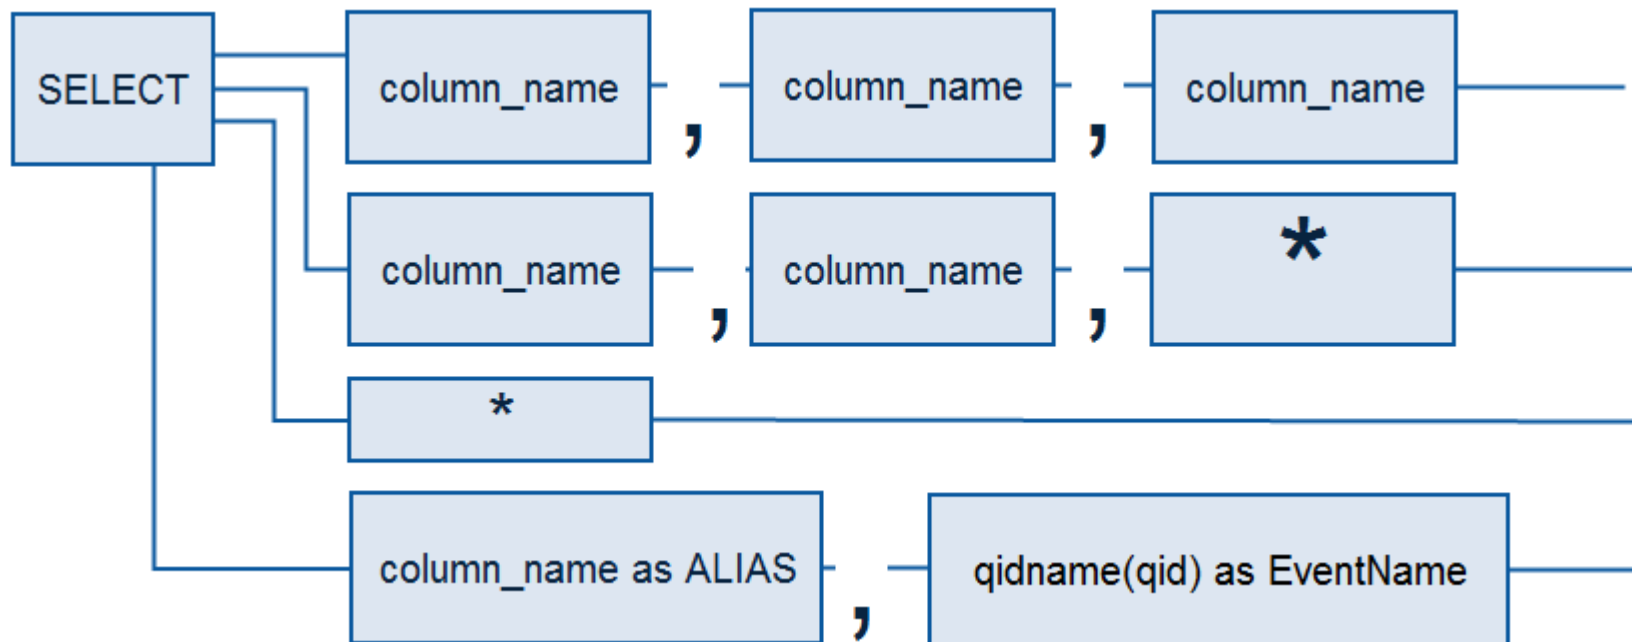 SELECT column_name , column_name , column_name
column_name , column_name , *
*
column_name as ALIAS , qidname(qid) as EventName